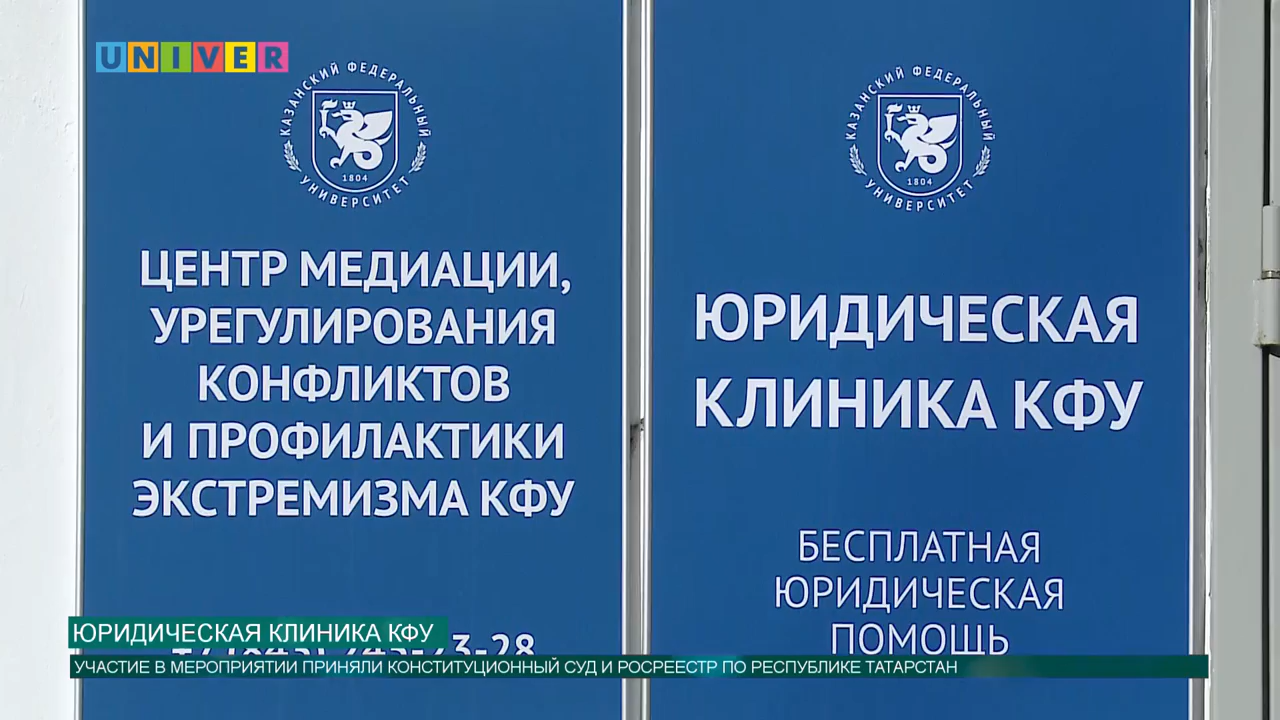 UNIVER
КАЗАНСКИЙ ФЕДЕРАЛЬНЫЙ
УНИВЕРСИТЕТ
1804
ЦЕНТР МЕДИАЦИИ,
УРЕГУЛИРОВАНИЯ
КОНФЛИКТОВ
И ПРОФИЛАКТИКИ
ЭКСТРЕМИЗМА КФУ
КАЗАНСКИЙ ФЕДЕРАЛЬНЫЙ
УНИВЕРСИТЕТ
1804
ЮРИДИЧЕСКАЯ
КЛИНИКА КФУ
БЕСПЛАТНАЯ
ЮРИДИЧЕСКАЯ
ПОМОЩЬ
ЮРИДИЧЕСКАЯ КЛИНИКА КФУ
УЧАСТИЕ В МЕРОПРИЯТИИ ПРИНЯЛИ КОНСТИТУЦИОННЫЙ СУД И РОСРЕЕСТР ПО РЕСПУБЛИКЕ ТАТАРСТАН